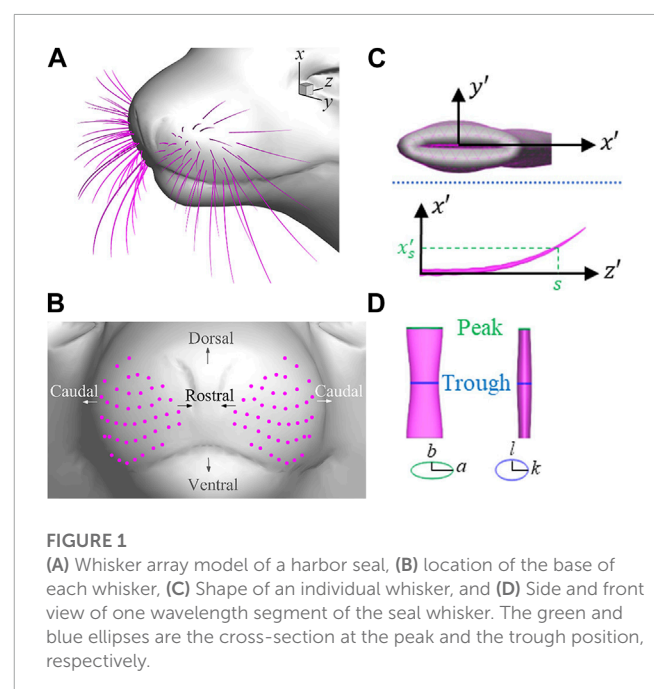 A
x
z
y
C
y′
x′
x′
x′s
s
z′
B
Dorsal
Caudal
Rostral
Caudal
Ventral
D
Peak
Trough
b
a
l
k
FIGURE 1
(A) Whisker array model of a harbor seal, (B) location of the base of
each whisker, (C) Shape of an individual whisker, and (D) Side and front
view of one wavelength segment of the seal whisker. The green and
blue ellipses are the cross-section at the peak and the trough position,
respectively.